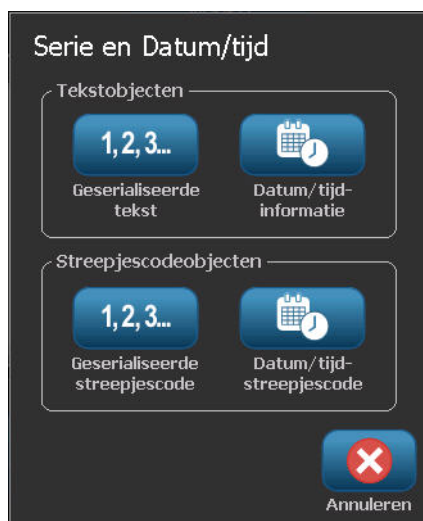 Serie en Datum/tijd
Tekstobjecten
1, 2, 3...
Geserialiseerde
tekst
Datum/tijd-
informatie
Streepjescodeobjecten
1, 2, 3...
Geserialiseerde
streepjescode
Datum/tijd-
streepjescode
Annuleren